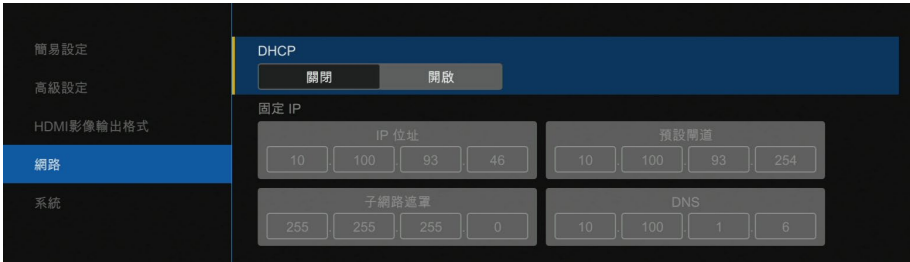 簡易設定
高級設定
HDMI影像輸出格式
網路
系統
DHCP
關閉 開啟
固定 IP
IP 位址 預設閘道
10 . 100 . 93 . 46 10 . 100 . 93 . 254
子網路遮罩 DNS
255 . 255 . 255 . 0 10 . 100 . 1 . 6